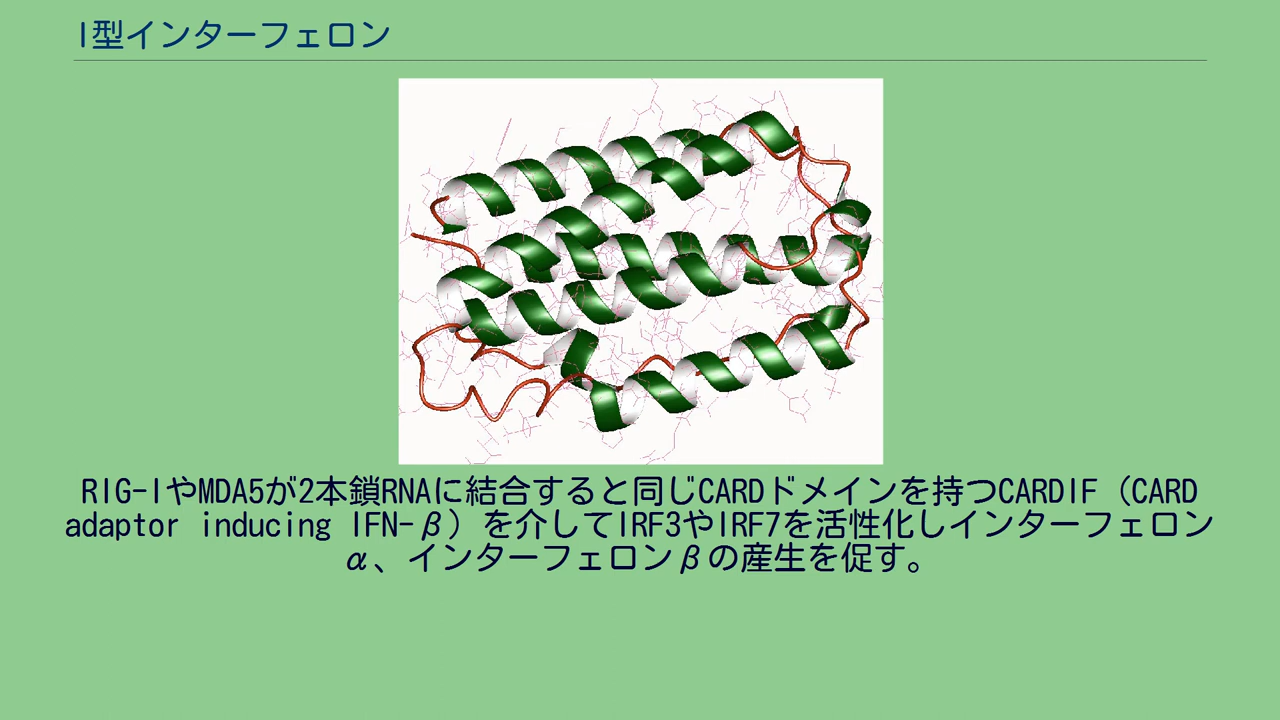 I型インターフェロン
RIG-IやMDA5が2本鎖RNAに結合すると同じCARDドメインを持つCARDIF（CARD
adaptor inducing IFN-β）を介してIRF3やIRF7を活性化しインターフェロン
α、インターフェロンβの産生を促す。